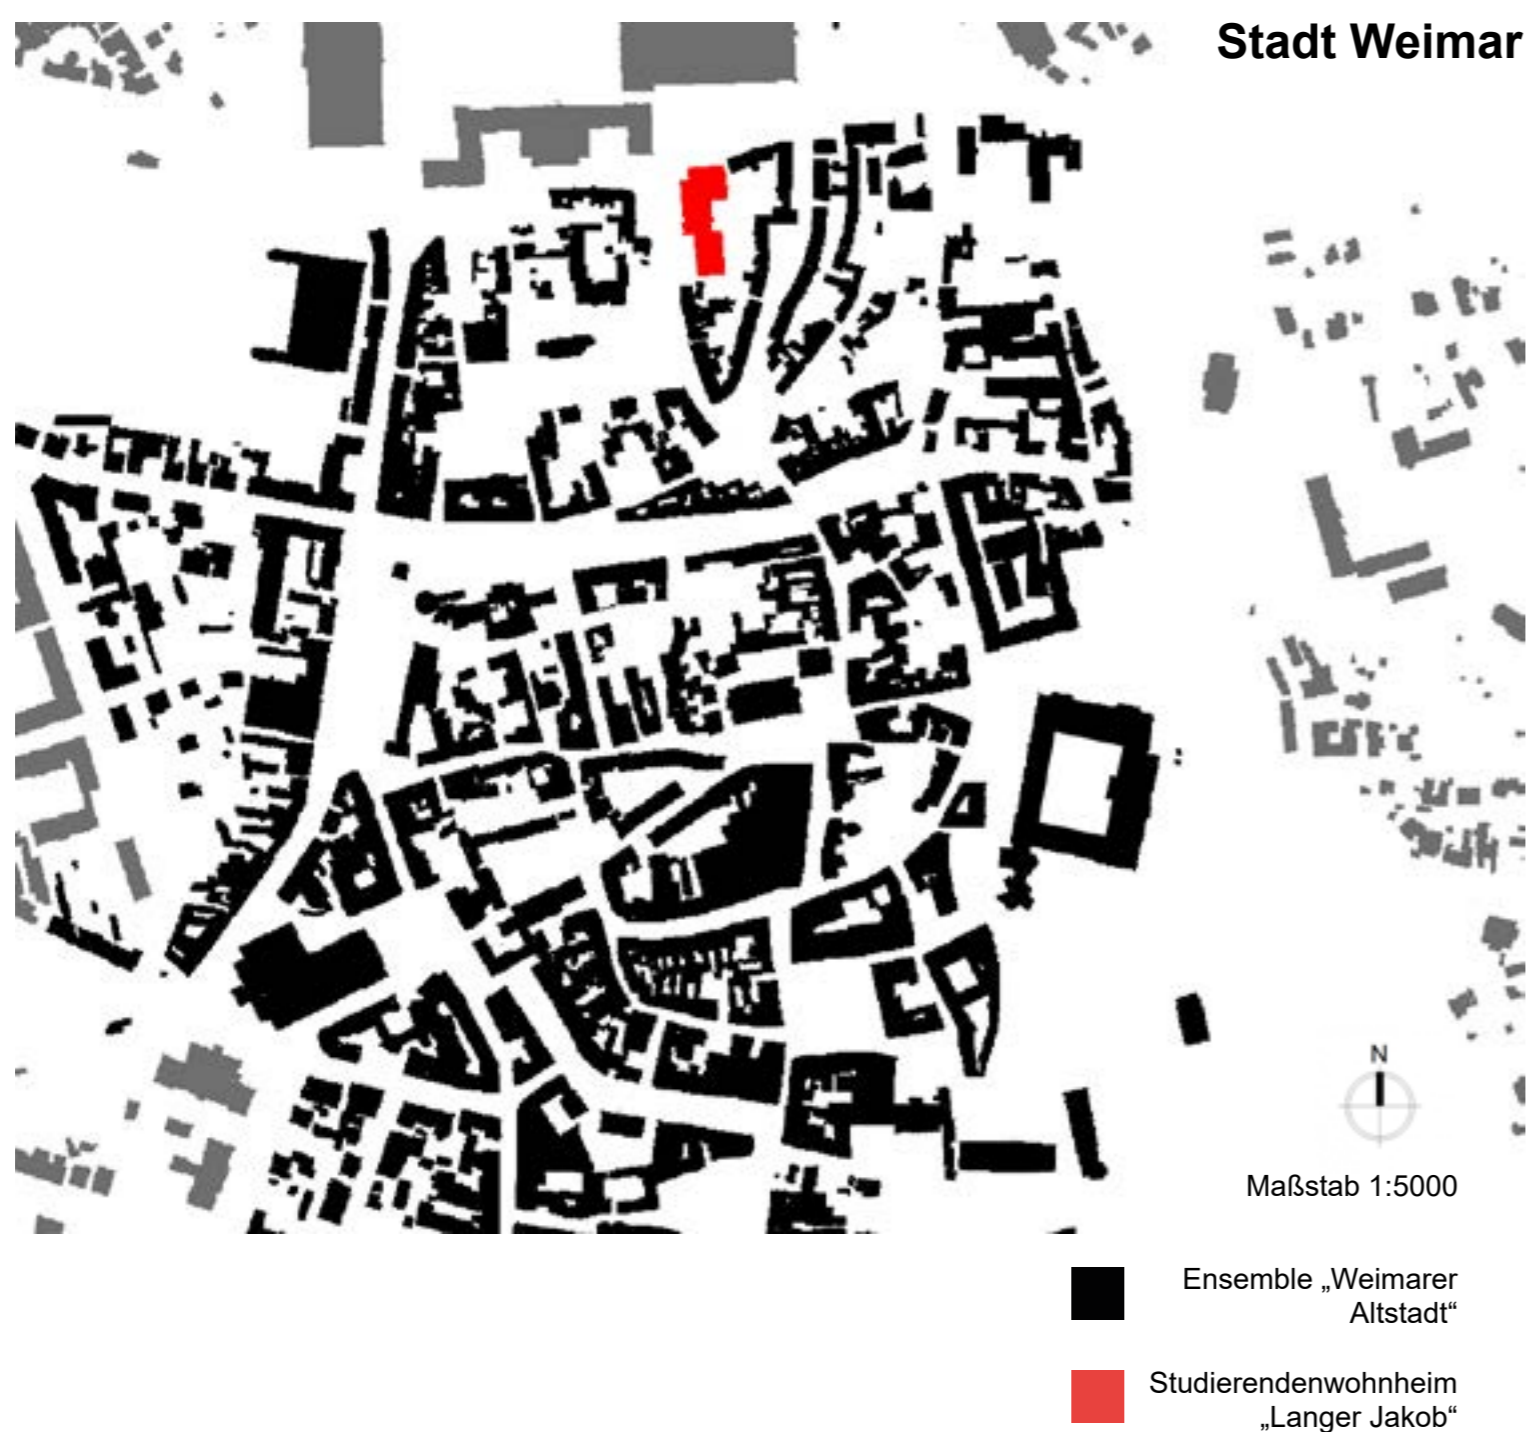 Stadt Weimar
N
Maßstab 1:5000
Ensemble „Weimarer
Altstadt“
Studierendenwohnheim
„Langer Jakob“